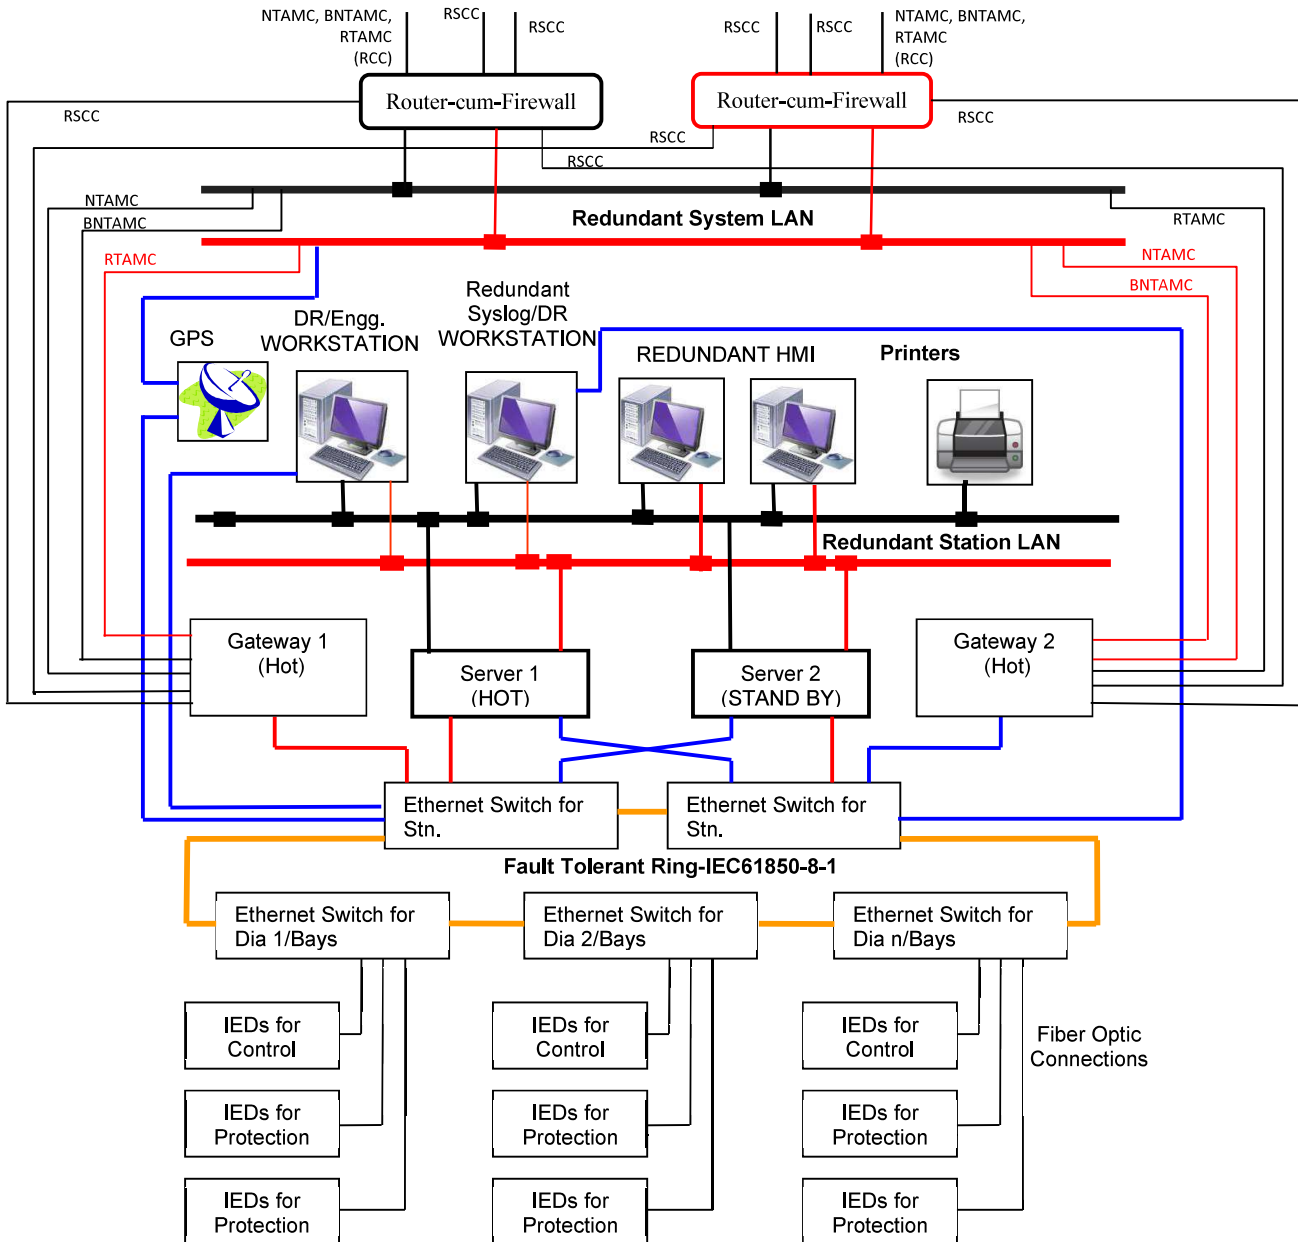 NTAMC, BNTAMC,
RTAMC
(RCC)
RSCC
RSCC
RSCC
RSCC
NTAMC, BNTAMC,
RTAMC
(RCC)
Router-cum-Firewall
Router-cum-Firewall
RSCC
RSCC
RSCC
RSCC
NTAMC
BNTAMC
RTAMC
Redundant System LAN
RTAMC
NTAMC
BNTAMC
GPS
DR/Engg.
WORKSTATION
Redundant
Syslog/DR
WORKSTATION
REDUNDANT HMI
Printers
Redundant Station LAN
Gateway 1
(Hot)
Server 1
(HOT)
Server 2
(STAND BY)
Gateway 2
(Hot)
Ethernet Switch for
Stn.
Ethernet Switch for
Stn.
Fault Tolerant Ring-IEC61850-8-1
Ethernet Switch for
Dia 1/Bays
Ethernet Switch for
Dia 2/Bays
Ethernet Switch for
Dia n/Bays
IEDs for
Control
IEDs for
Control
IEDs for
Control
Fiber Optic
Connections
IEDs for
Protection
IEDs for
Protection
IEDs for
Protection
IEDs for
Protection
IEDs for
Protection
IEDs for
Protection